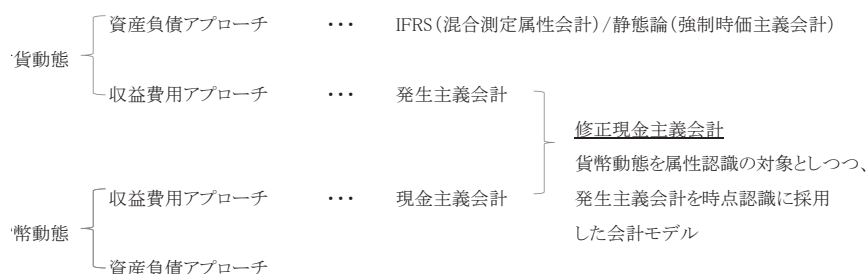 資産負債アプローチ ・・・ IFRS(混合測定属性会計)/静態論(強制時価主義会計)
貨動態
収益費用アプローチ ・・・ 発生主義会計
修正現金主義会計
貨幣動態を属性認識の対象としつつ、
収益費用アプローチ ・・・ 現金主義会計 発生主義会計を時点認識に採用
幣動態 した会計モデル
資産負債アプローチ